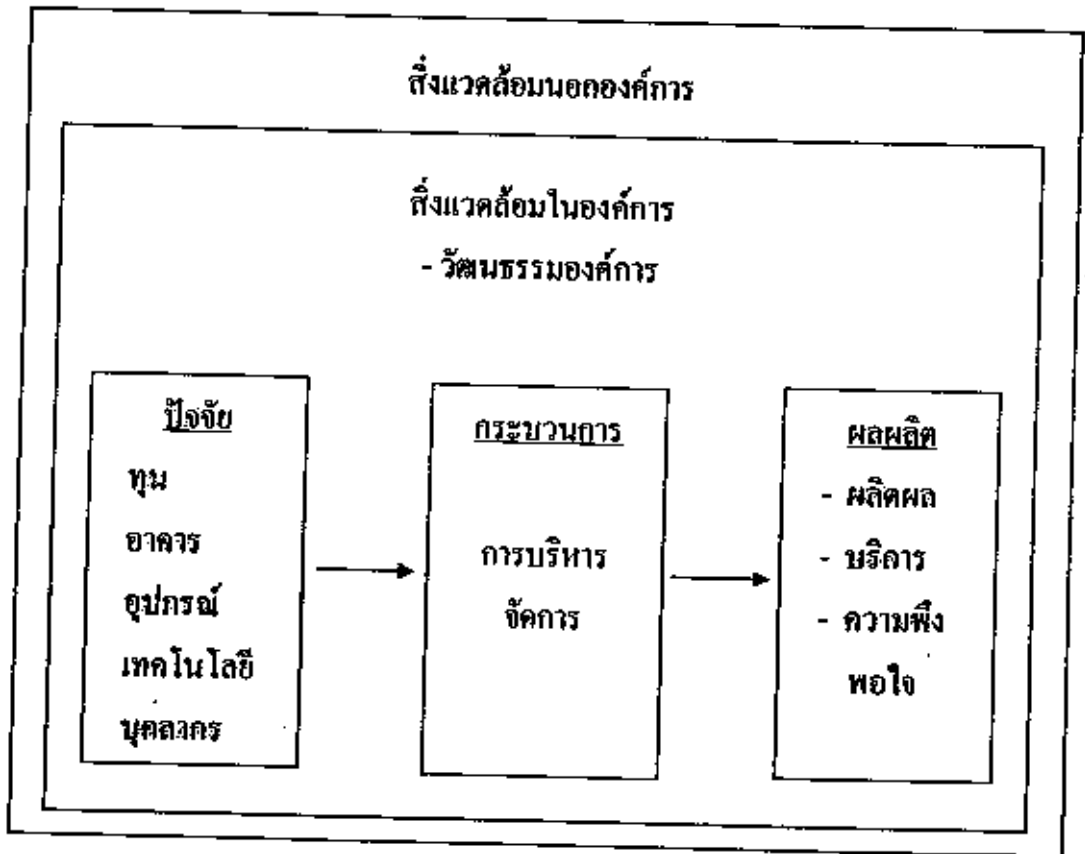 สิ่งแวดล้อมนอกองค์การ
สิ่งแวดล้อมในองค์การ
- วัฒนธรรมองค์การ
ปัจจัย
ทุน
อาคาร
อุปกรณ์
เทคโนโลยี
บุคลากร
กระบวนการ
การบริหาร
จัดการ
ผลผลิต
- ผลิตผล
- บริการ
- ความพึง
พอใจ